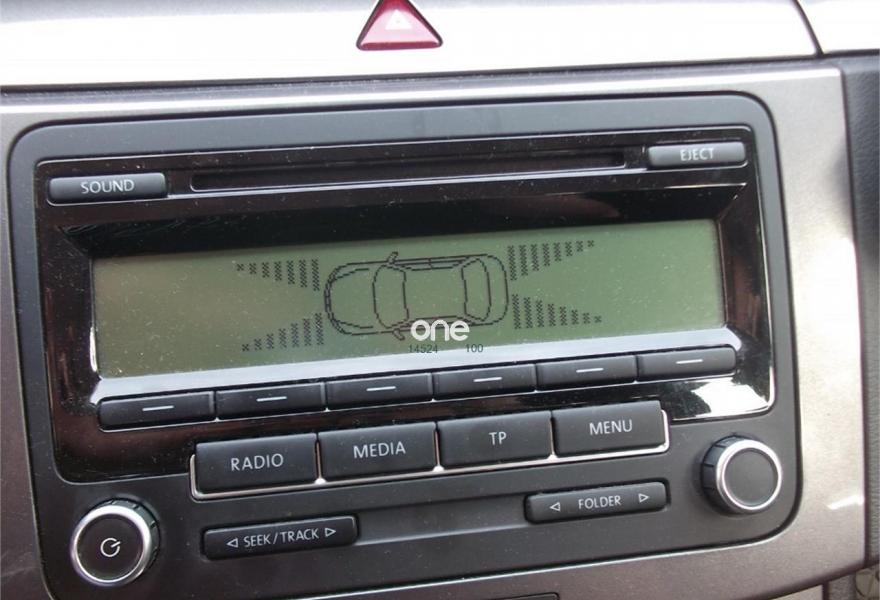 EJECT
SOUND
one
14524 100
RADIO MEDIA TP MENU
SEEK/TRACK
FOLDER